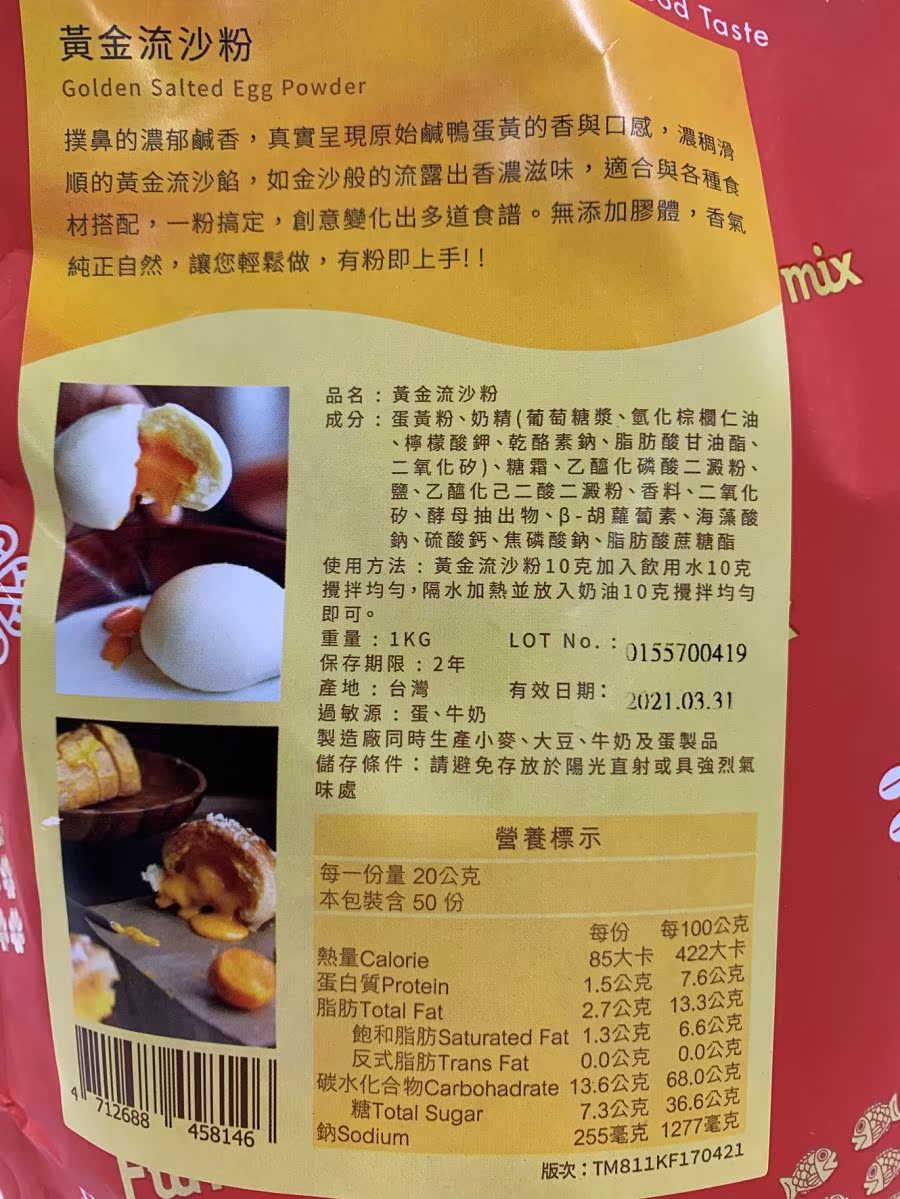 ood Taste
黃金流沙粉
Golden Salted Egg Powder
撲鼻的濃郁鹹香，真實呈現原始鹹鴨蛋黃的香與口感，濃稠滑
順的黃金流沙餡，如金沙般的流露出香濃滋味，適合與各種食
材搭配，一粉搞定，創意變化出多道食譜。無添加膠體，香氣
純正自然，讓您輕鬆做，有粉即上手!!
mix
品名：黃金流沙粉
成分：蛋黃粉、奶精(葡萄糖漿、氫化棕櫚仁油
、檸檬酸鉀、乾酪素鈉、脂肪酸甘油酯、
二氧化矽)、糖霜、乙醯化磷酸二澱粉、
鹽、乙醯化己二酸二澱粉、香料、二氧化
矽、酵母抽出物、β-胡蘿蔔素、海藻酸
鈉、硫酸鈣、焦磷酸鈉、脂肪酸蔗糖酯
使用方法：黃金流沙粉10克加入飲用水10克
攪拌均勻，隔水加熱並放入奶油10克攪拌均勻
即可。
重量：1KG LOT No.：0155700419
保存期限：2年
產地：台灣 有效日期：2021.03.31
過敏源：蛋、牛奶
製造廠同時生產小麥、大豆、牛奶及蛋製品
儲存條件：請避免存放於陽光直射或具強烈氣
味處
營養標示
每一份量 20公克
本包裝含 50 份
每份 每100公克
熱量Calorie 85大卡 422大卡
蛋白質Protein 1.5公克 7.6公克
脂肪Total Fat 2.7公克 13.3公克
飽和脂肪Saturated Fat 1.3公克 6.6公克
反式脂肪Trans Fat 0.0公克 0.0公克
碳水化合物Carbohadrate 13.6公克 68.0公克
糖Total Sugar 7.3公克 36.6公克
鈉Sodium 255毫克 1277毫克
4 712688 458146
版次：TM811KF170421